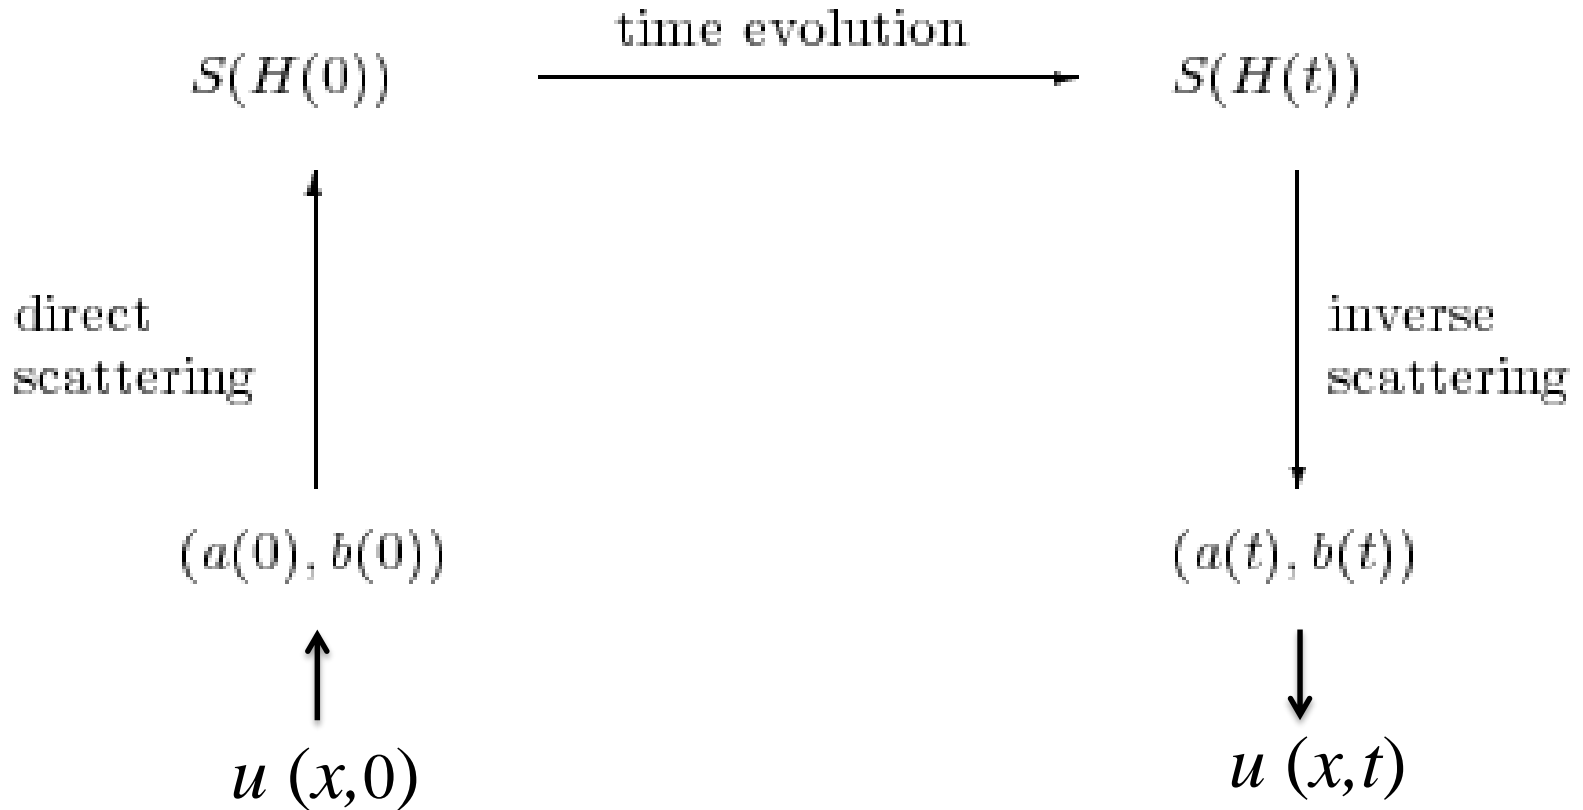 time evolution
S(H(0))
S(H(t))
direct
scattering
inverse
scattering
(a(0), b(0))
(a(t), b(t))
u (x,0)
u (x,t)